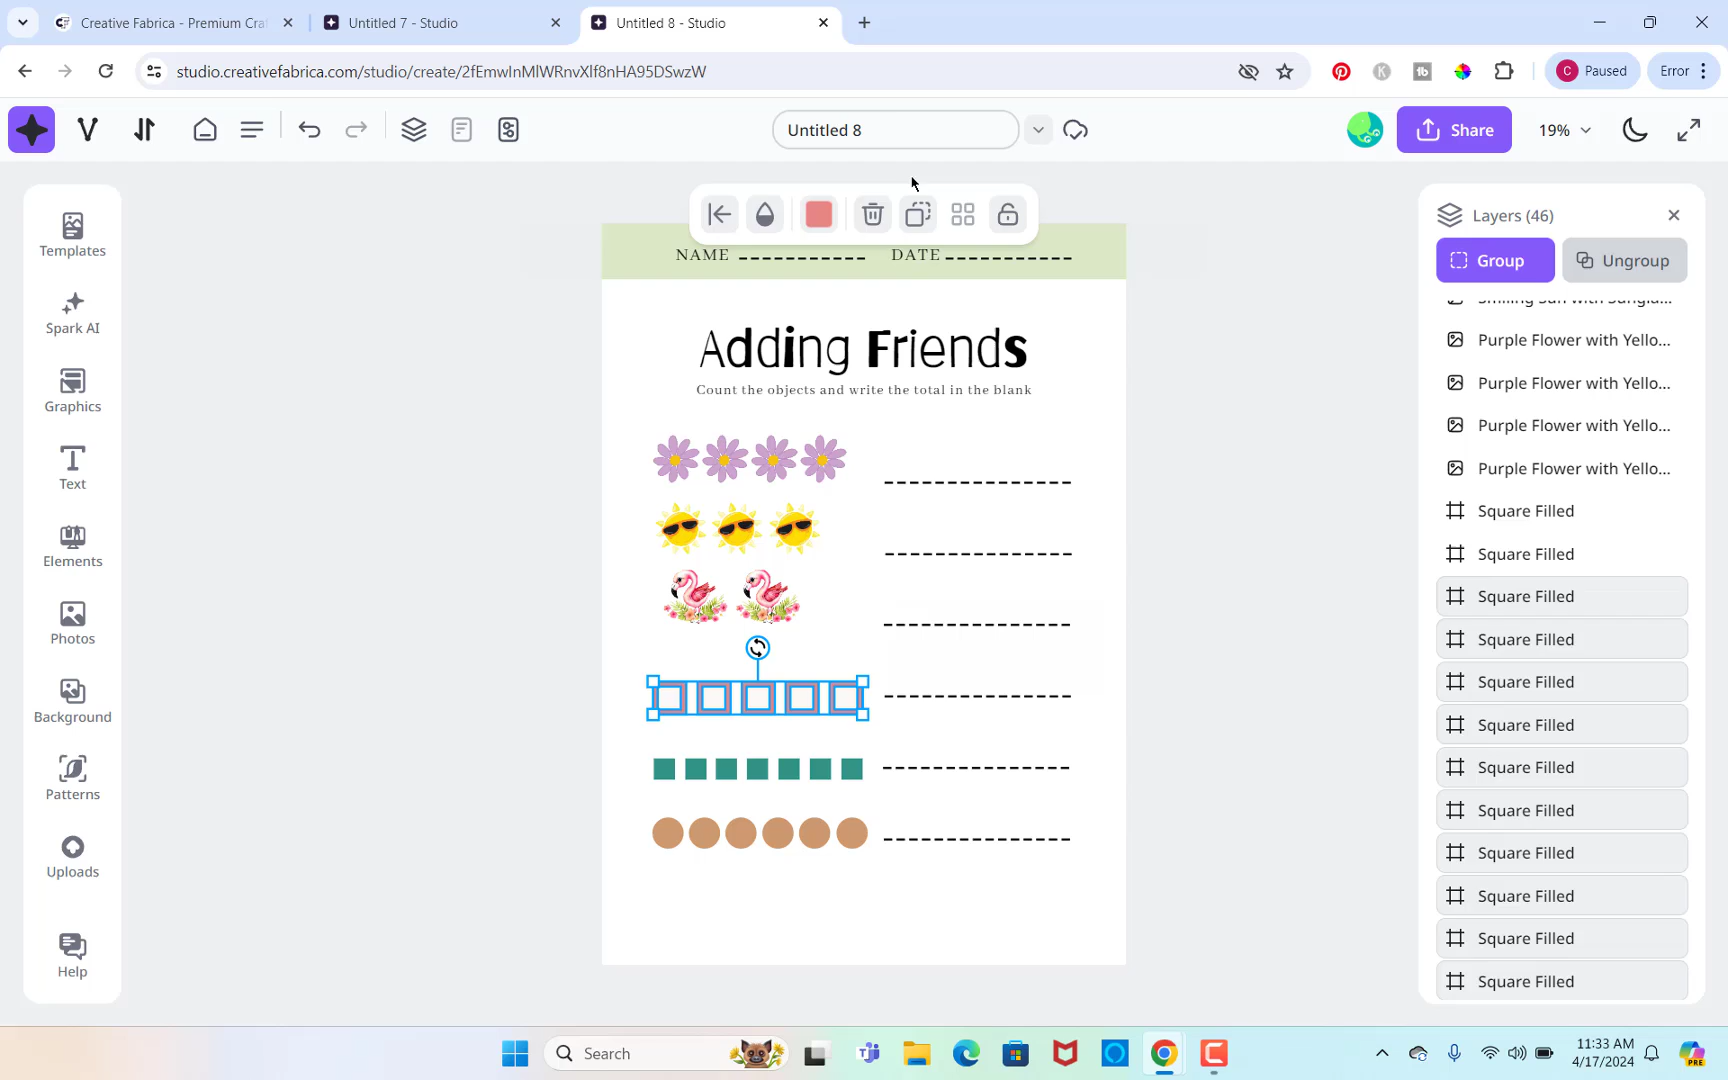 Creative Fabrica - Premium Cra
Untitled 7 - Studio
Untitled 8 - Studio
studio.creativefabrica.com/studio/create/2fEmwInMlWRnvXlf8nHA95DSwzW
C Paused
Error
Untitled 8
Share
19%
Templates
Spark AI
Graphics
Text
Elements
Photos
Background
Patterns
Uploads
Help
NAME DATE
Adding Friends
Count the objects and write the total in the blank
Layers (46)
Group
Ungroup
Purple Flower with Yello...
Purple Flower with Yello...
Purple Flower with Yello...
Purple Flower with Yello...
Square Filled
Square Filled
Square Filled
Square Filled
Square Filled
Square Filled
Square Filled
Square Filled
Square Filled
Square Filled
Square Filled
Square Filled
Search
11:33 AM
4/17/2024
PRE